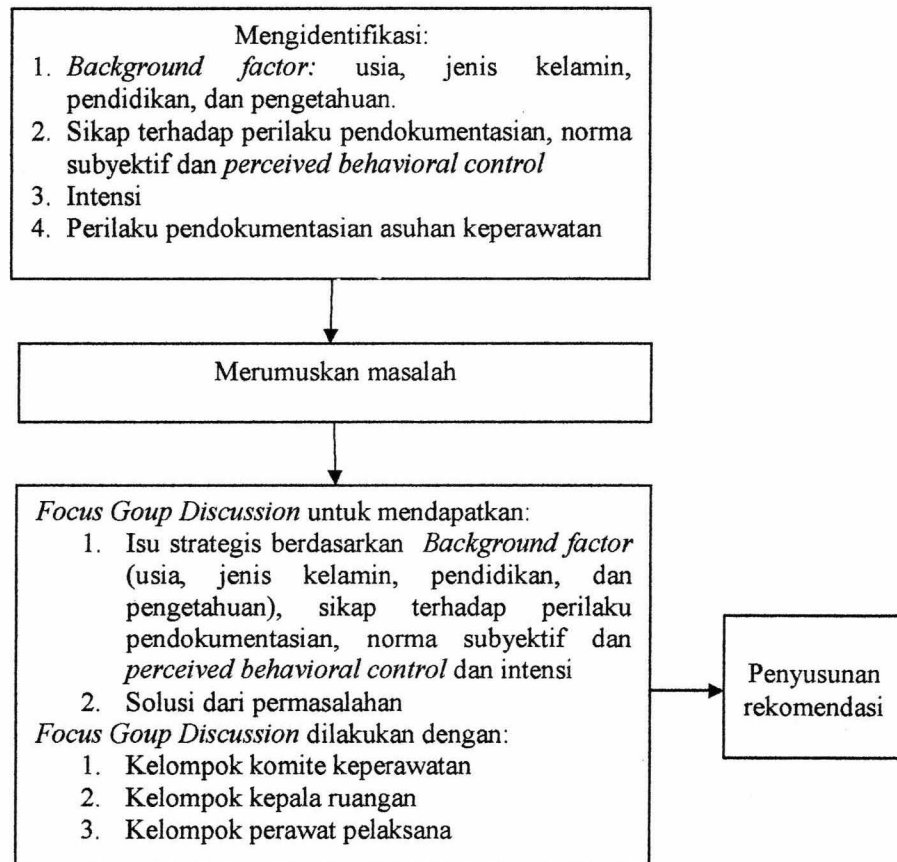 Mengidentifikasi:
1. Background factor: usia, jenis kelamin,
pendidikan, dan pengetahuan.
2. Sikap terhadap perilaku pendokumentasian, norma
subyektif dan perceived behavioral control
3. Intensi
4. Perilaku pendokumentasian asuhan keperawatan
Merumuskan masalah
Focus Goup Discussion untuk mendapatkan:
1. Isu strategis berdasarkan Background factor
(usia, jenis kelamin, pendidikan, dan
pengetahuan), sikap terhadap perilaku
pendokumentasian, norma subyektif dan
perceived behavioral control dan intensi
2. Solusi dari permasalahan
Focus Goup Discussion dilakukan dengan:
1. Kelompok komite keperawatan
2. Kelompok kepala ruangan
3. Kelompok perawat pelaksana
Penyusunan
rekomendasi